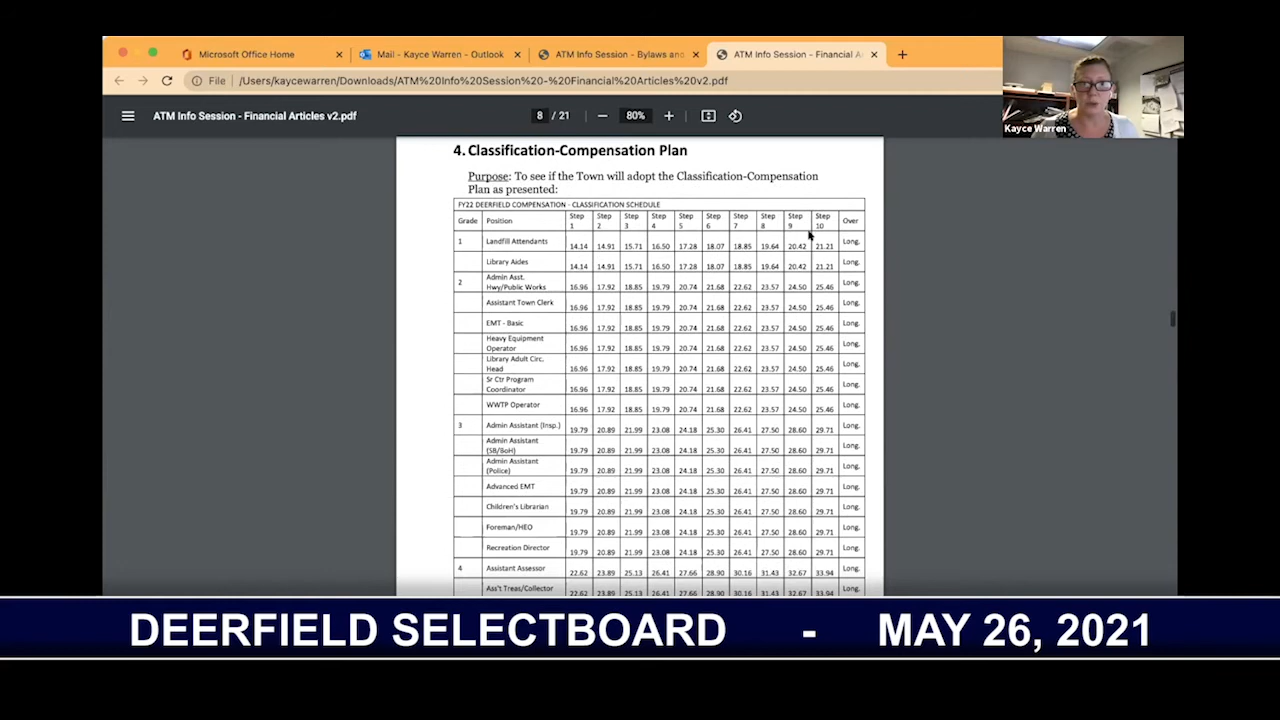 Microsoft Office Home
Mail - Kayce Warren - Outlook
ATM Info Session - Bylaws and
ATM Info Session - Financial A
File /Users/kaycewarren/Downloads/ATM%20Info%20Session%20-%20Financial%20Articles%20v2.pdf
ATM Info Session - Financial Articles v2.pdf
8 / 21
80%
Kayce Warren
4. Classification-Compensation Plan
Purpose: To see if the Town will adopt the Classification-Compensation
Plan as presented:
FY22 DEERFIELD COMPENSATION - CLASSIFICATION SCHEDULE
Grade Position Step 1 Step 2 Step 3 Step 4 Step 5 Step 6 Step 7 Step 8 Step 9 Step 10 Over
1 Landfill Attendants 14.14 14.91 15.71 16.50 17.28 18.07 18.85 19.64 20.42 21.21 Long.
Library Aides 14.14 14.91 15.71 16.50 17.28 18.07 18.85 19.64 20.42 21.21 Long.
2 Admin Asst. Hwy/Public Works 16.96 17.92 18.85 19.79 20.74 21.68 22.62 23.57 24.50 25.46 Long.
Assistant Town Clerk 16.96 17.92 18.85 19.79 20.74 21.68 22.62 23.57 24.50 25.46 Long.
EMT - Basic 16.96 17.92 18.85 19.79 20.74 21.68 22.62 23.57 24.50 25.46 Long.
Heavy Equipment Operator 16.96 17.92 18.85 19.79 20.74 21.68 22.62 23.57 24.50 25.46 Long.
Library Adult Circ. Head 16.96 17.92 18.85 19.79 20.74 21.68 22.62 23.57 24.50 25.46 Long.
Sr Ctr Program Coordinator 16.96 17.92 18.85 19.79 20.74 21.68 22.62 23.57 24.50 25.46 Long.
WWTP Operator 16.96 17.92 18.85 19.79 20.74 21.68 22.62 23.57 24.50 25.46 Long.
3 Admin Assistant (Insp.) 19.79 20.89 21.99 23.08 24.18 25.30 26.41 27.50 28.60 29.71 Long.
Admin Assistant (SB/BoH) 19.79 20.89 21.99 23.08 24.18 25.30 26.41 27.50 28.60 29.71 Long.
Admin Assistant (Police) 19.79 20.89 21.99 23.08 24.18 25.30 26.41 27.50 28.60 29.71 Long.
Advanced EMT 19.79 20.89 21.99 23.08 24.18 25.30 26.41 27.50 28.60 29.71 Long.
Children's Librarian 19.79 20.89 21.99 23.08 24.18 25.30 26.41 27.50 28.60 29.71 Long.
Foreman/HEO 19.79 20.89 21.99 23.08 24.18 25.30 26.41 27.50 28.60 29.71 Long.
Recreation Director 19.79 20.89 21.99 23.08 24.18 25.30 26.41 27.50 28.60 29.71 Long.
4 Assistant Assessor 22.62 23.89 25.13 26.41 27.66 28.90 30.16 31.43 32.67 33.94 Long.
Ass't Treas/Collector 22.62 23.89 25.13 26.41 27.66 28.90 30.16 31.43 32.67 33.94 Long.
DEERFIELD SELECTBOARD - MAY 26, 2021